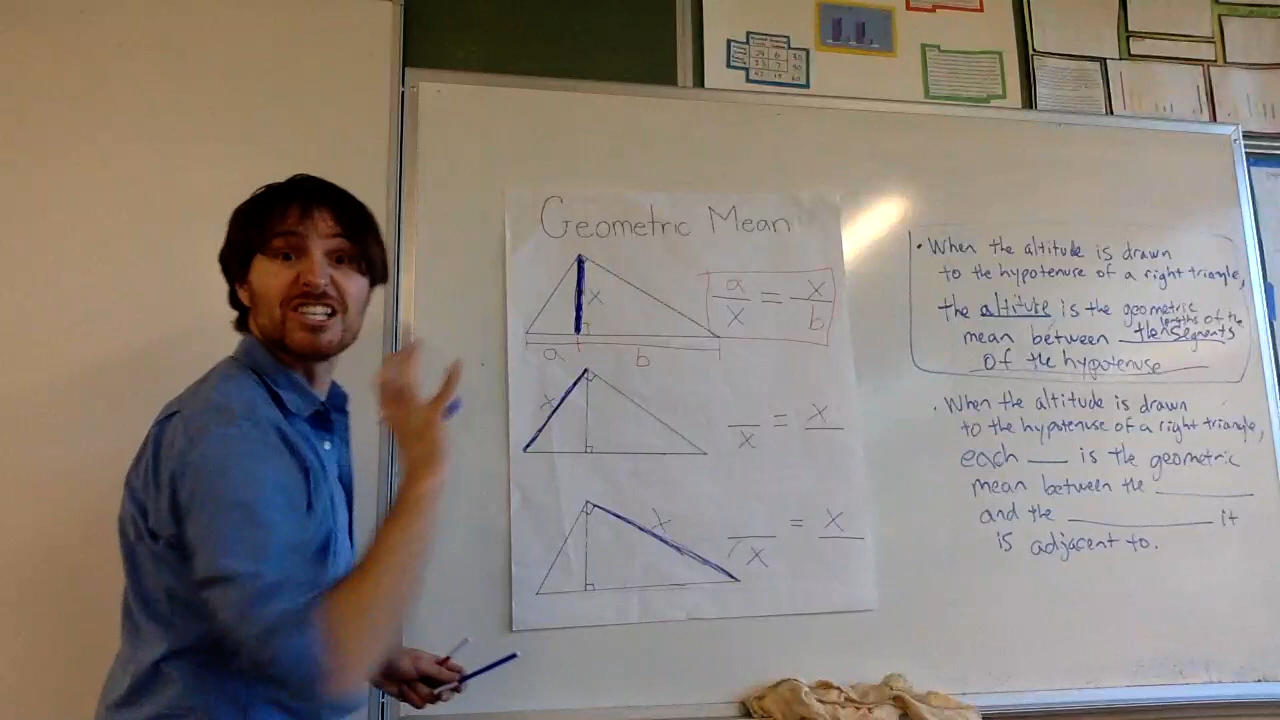 Geometric Mean
x
a
b
a/x = x/b
x
/x = x/
x
/x = x/
• When the altitude is drawn
to the hypotenuse of a right triangle,
the altitude is the geometric
mean between the lengths of the segments
of the hypotenuse
• When the altitude is drawn
to the hypotenuse of a right triangle,
each ___ is the geometric
mean between the ________
and the ____________ it
is adjacent to.